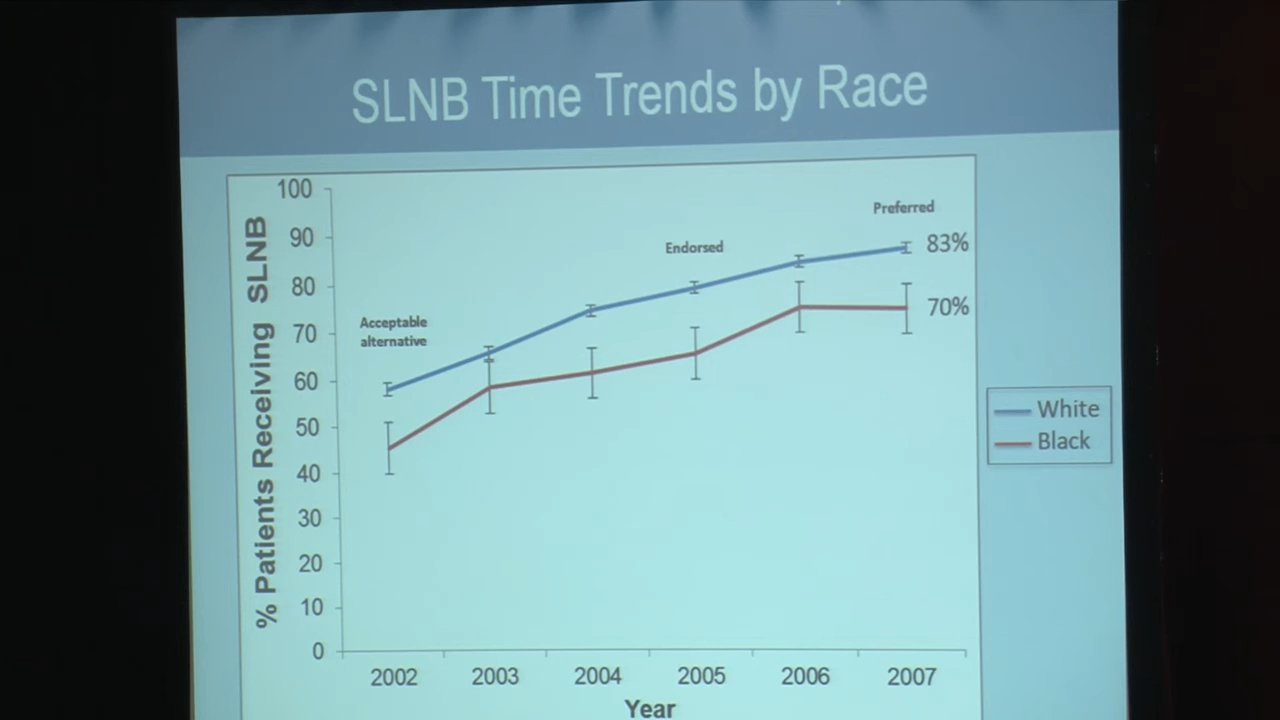 SLNB Time Trends by Race
% Patients Receiving SLNB
100
90
80
70
60
50
40
30
20
10
0
Acceptable
alternative
Endorsed
Preferred
83%
70%
White
Black
2002 2003 2004 2005 2006 2007
Year